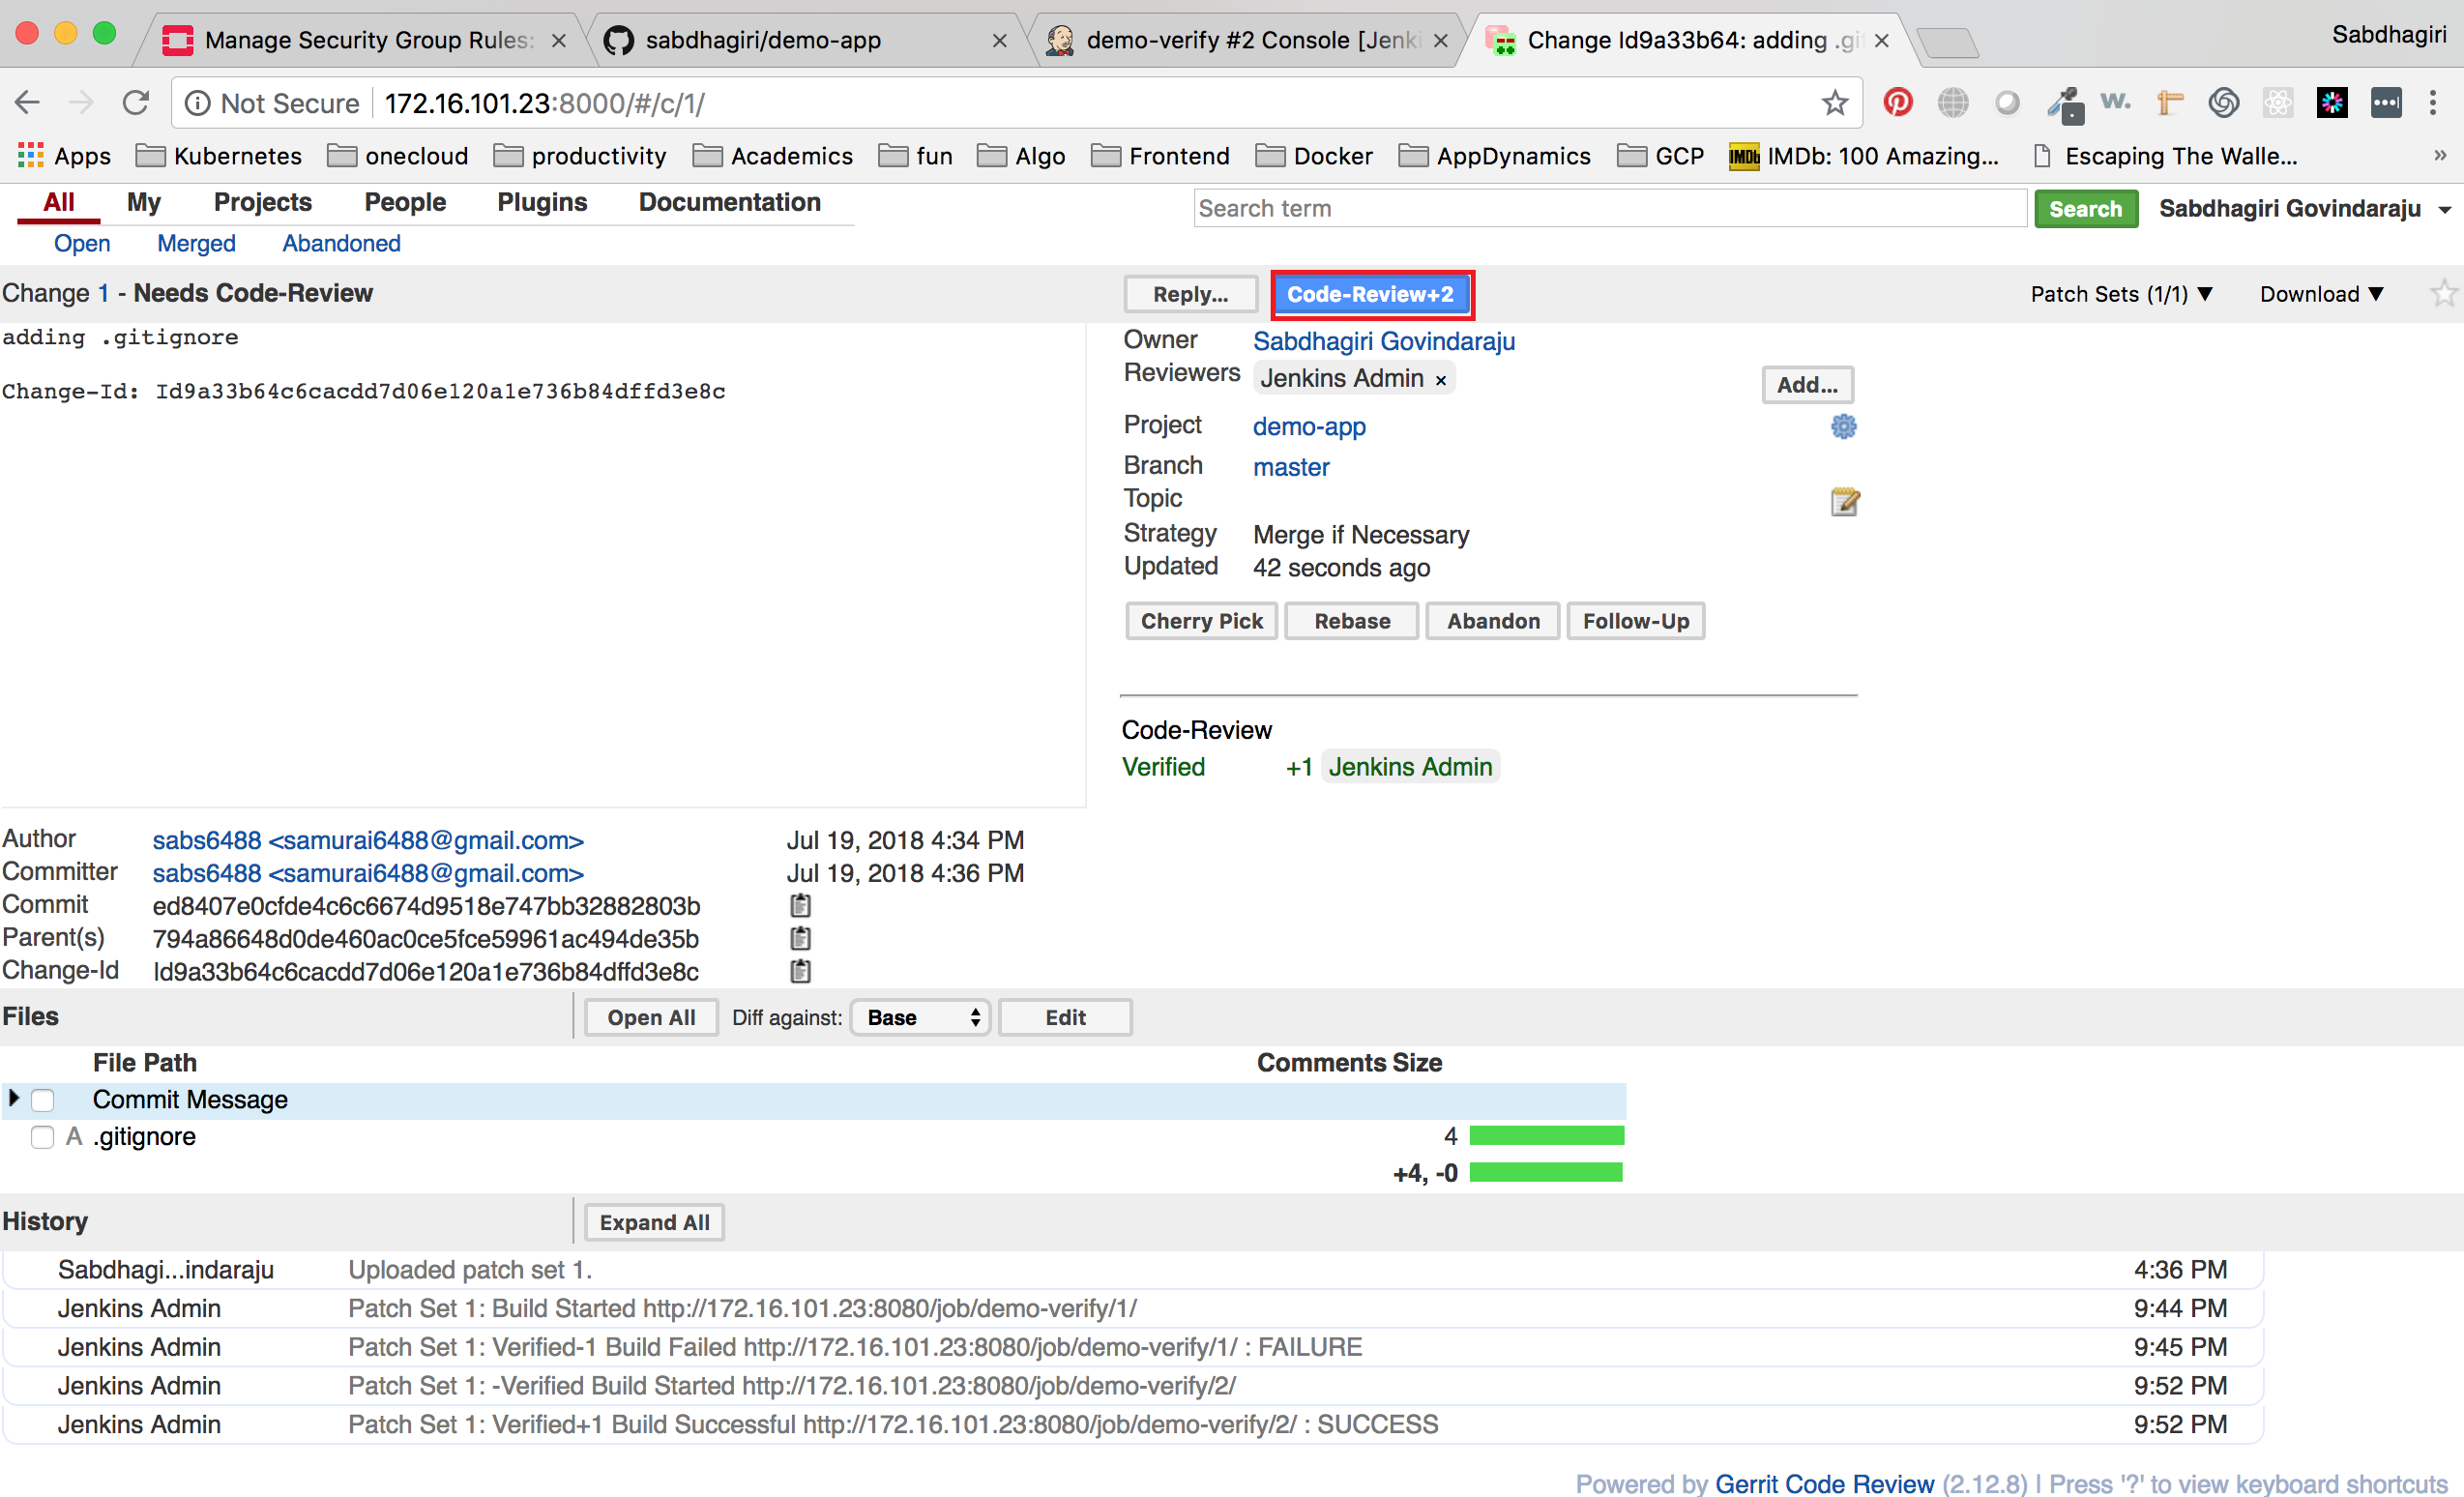 Manage Security Group Rules:
sabdhagiri/demo-app
demo-verify #2 Console [Jenki
Change Id9a33b64: adding .gi
Sabdhagiri
Not Secure 172.16.101.23:8000/#/c/1/
Apps Kubernetes onecloud productivity Academics fun Algo Frontend Docker AppDynamics GCP IMDb IMDb: 100 Amazing... Escaping The Walle... »
All My Projects People Plugins Documentation
Search term Search Sabdhagiri Govindaraju
Open Merged Abandoned
Change 1 - Needs Code-Review
Reply... Code-Review+2
Patch Sets (1/1) ▼ Download ▼
adding .gitignore
Change-Id: Id9a33b64c6cacdd7d06e120a1e736b84dffd3e8c
Owner Sabdhagiri Govindaraju
Reviewers Jenkins Admin × Add...
Project demo-app
Branch master
Topic
Strategy Merge if Necessary
Updated 42 seconds ago
Cherry Pick Rebase Abandon Follow-Up
Code-Review
Verified +1 Jenkins Admin
Author sabs6488 <samurai6488@gmail.com> Jul 19, 2018 4:34 PM
Committer sabs6488 <samurai6488@gmail.com> Jul 19, 2018 4:36 PM
Commit ed8407e0cfde4c6c6674d9518e747bb32882803b
Parent(s) 794a86648d0de460ac0ce5fce59961ac494de35b
Change-Id Id9a33b64c6cacdd7d06e120a1e736b84dffd3e8c
Files Open All Diff against: Base Edit
File Path Comments Size
Commit Message
A .gitignore 4
+4, -0
History Expand All
Sabdhagi...indaraju Uploaded patch set 1. 4:36 PM
Jenkins Admin Patch Set 1: Build Started http://172.16.101.23:8080/job/demo-verify/1/ 9:44 PM
Jenkins Admin Patch Set 1: Verified-1 Build Failed http://172.16.101.23:8080/job/demo-verify/1/ : FAILURE 9:45 PM
Jenkins Admin Patch Set 1: -Verified Build Started http://172.16.101.23:8080/job/demo-verify/2/ 9:52 PM
Jenkins Admin Patch Set 1: Verified+1 Build Successful http://172.16.101.23:8080/job/demo-verify/2/ : SUCCESS 9:52 PM
Powered by Gerrit Code Review (2.12.8) | Press '?' to view keyboard shortcuts